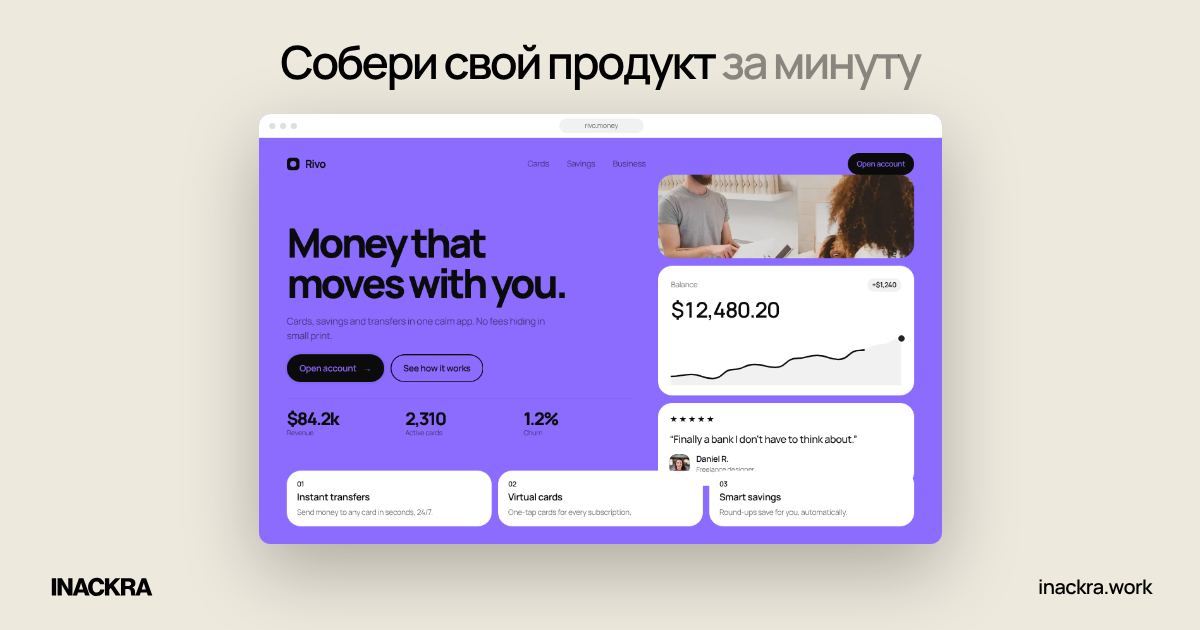 Собери свой продукт за минуту
rivo.money
Rivo
Cards Savings Business
Open account
Money that
moves with you.
Cards, savings and transfers in one calm app. No fees hiding in
small print.
Open account →
See how it works
$84.2k
Revenue
2,310
Active cards
1.2%
Churn
Balance
+$1,240
$12,480.20
★★★★★
“Finally a bank I don’t have to think about.”
Daniel R.
Freelance designer
01
Instant transfers
Send money to any card in seconds, 24/7.
02
Virtual cards
One-tap cards for every subscription.
03
Smart savings
Round-ups save for you, automatically.
INACKRA
inackra.work